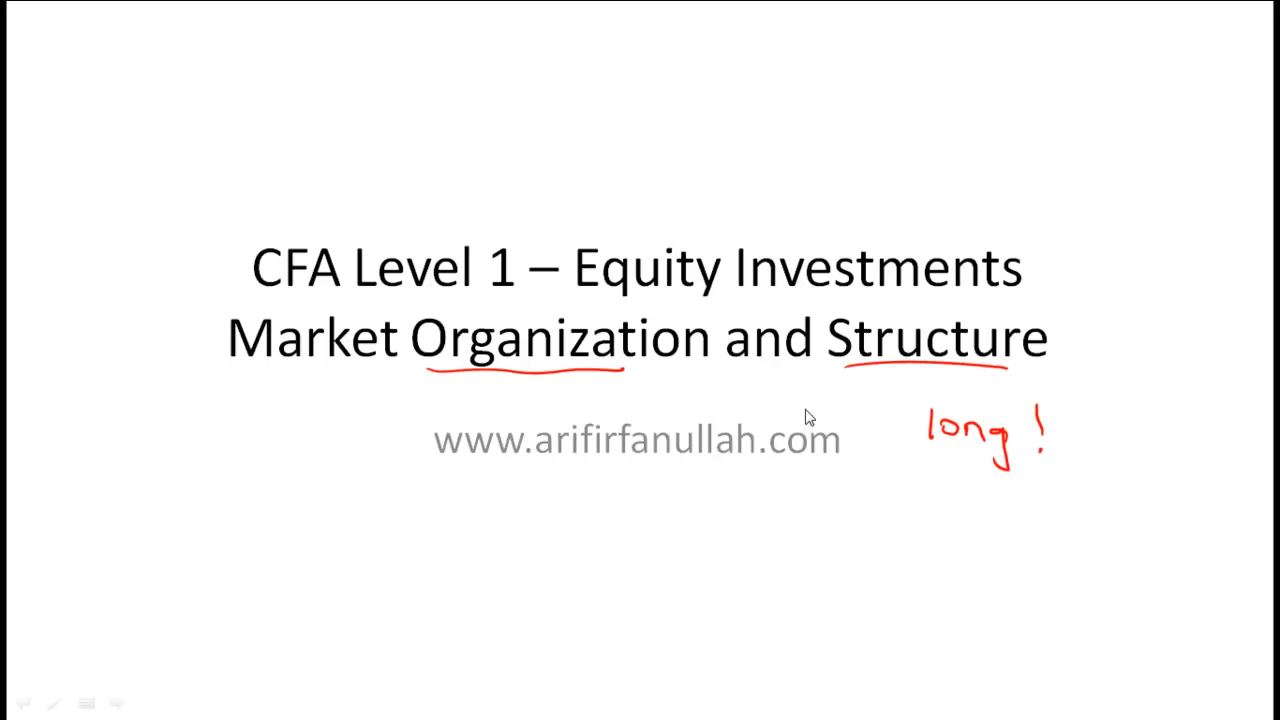 CFA Level 1 – Equity Investments
Market Organization and Structure
www.arifirfanullah.com
long !